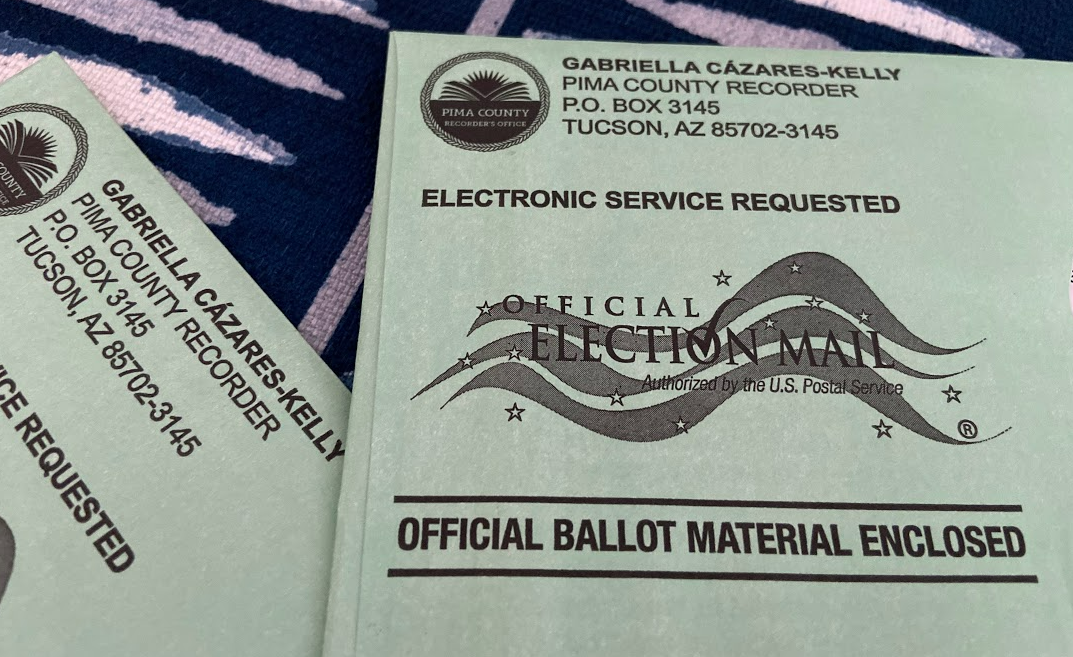 GABRIELLA CÁZARES-KELLY
PIMA COUNTY RECORDER
P.O. BOX 3145
TUCSON, AZ 85702-3145
PIMA COUNTY
RECORDER'S OFFICE
ELECTRONIC SERVICE REQUESTED
OFFICIAL
ELECTION MAIL
Authorized by the U.S. Postal Service
®
OFFICIAL BALLOT MATERIAL ENCLOSED
COUNTY
GABRIELLA CÁZARES-KELLY
PIMA COUNTY RECORDER
P.O. BOX 3145
TUCSON, AZ 85702-3145
REQUESTED